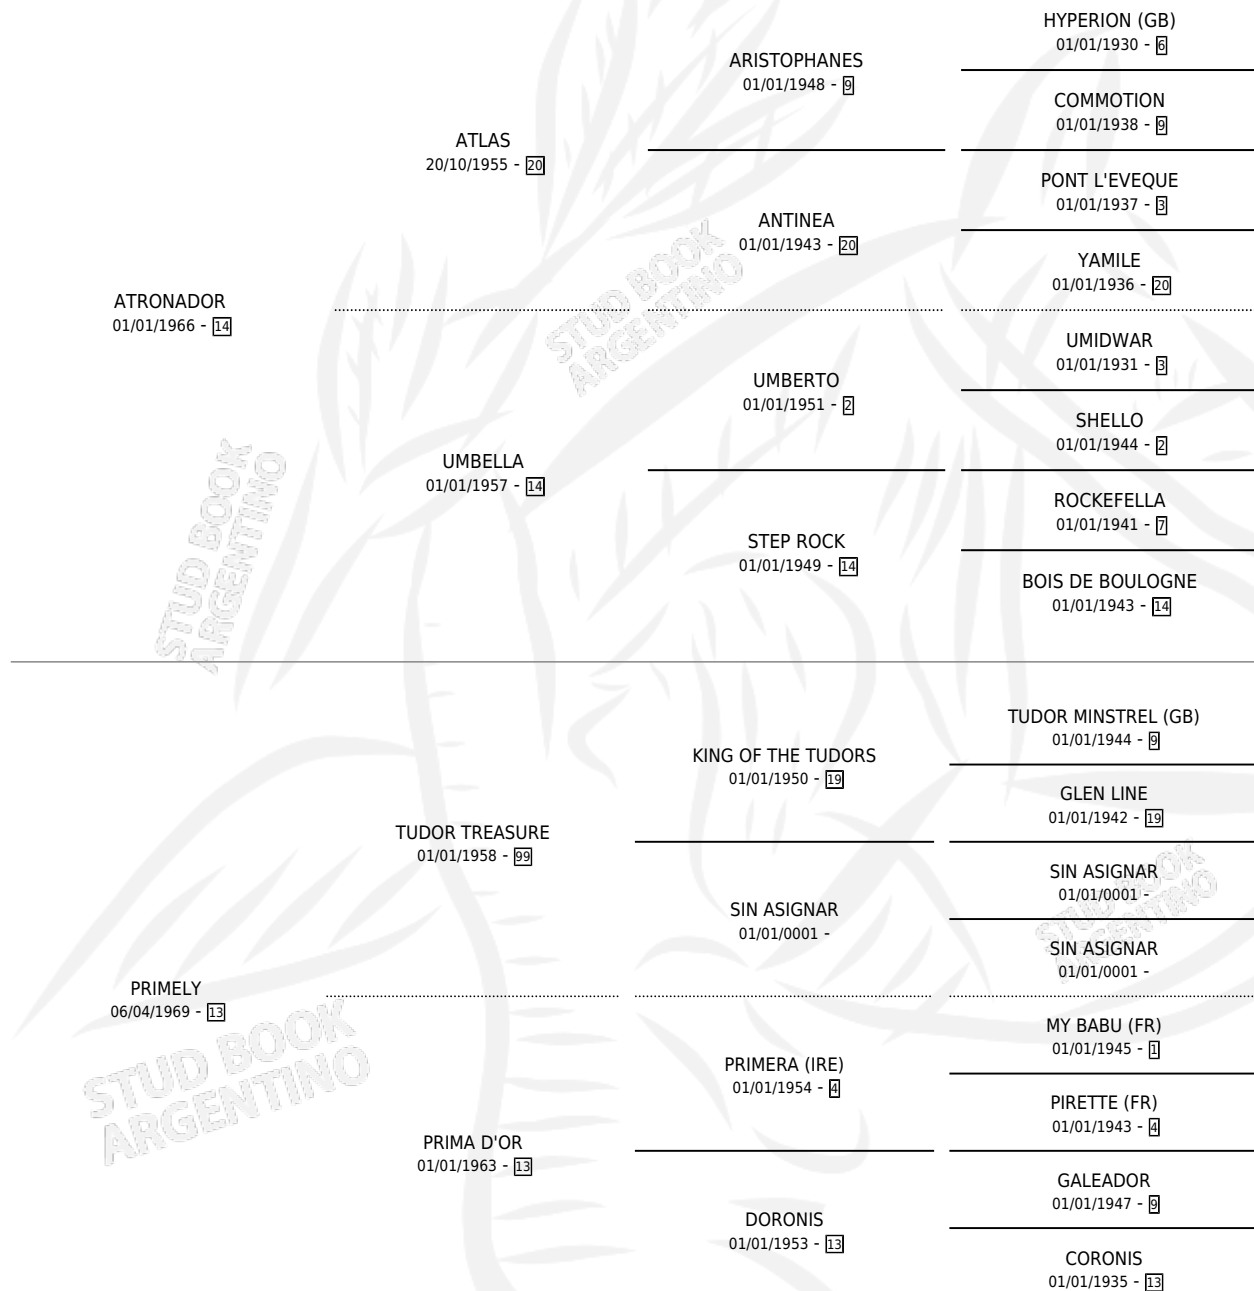 HYPERION (GB)
01/01/1930 - 6
ARISTOPHANES
01/01/1948 - 9
COMMOTION
01/01/1938 - 9
ATLAS
20/10/1955 - 20
PONT L'EVEQUE
01/01/1937 - 3
ANTINEA
01/01/1943 - 20
YAMILE
01/01/1936 - 20
ATRONADOR
01/01/1966 - 14
UMIDWAR
01/01/1931 - 3
UMBERTO
01/01/1951 - 2
SHELLO
01/01/1944 - 2
UMBELLA
01/01/1957 - 14
ROCKEFELLA
01/01/1941 - 7
STEP ROCK
01/01/1949 - 14
BOIS DE BOULOGNE
01/01/1943 - 14
TUDOR MINSTREL (GB)
01/01/1944 - 9
KING OF THE TUDORS
01/01/1950 - 19
GLEN LINE
01/01/1942 - 19
TUDOR TREASURE
01/01/1958 - 99
SIN ASIGNAR
01/01/0001 -
SIN ASIGNAR
01/01/0001 -
SIN ASIGNAR
01/01/0001 -
PRIMELY
06/04/1969 - 13
MY BABU (FR)
01/01/1945 - 1
PRIMERA (IRE)
01/01/1954 - 4
PIRETTE (FR)
01/01/1943 - 4
PRIMA D'OR
01/01/1963 - 13
GALEADOR
01/01/1947 - 9
DORONIS
01/01/1953 - 13
CORONIS
01/01/1935 - 13
STUD BOOK
ARGENTINO
STUD BOOK
ARGENTINO
STUD BOOK
ARGENTINO
STUD BOOK
ARGENTINO